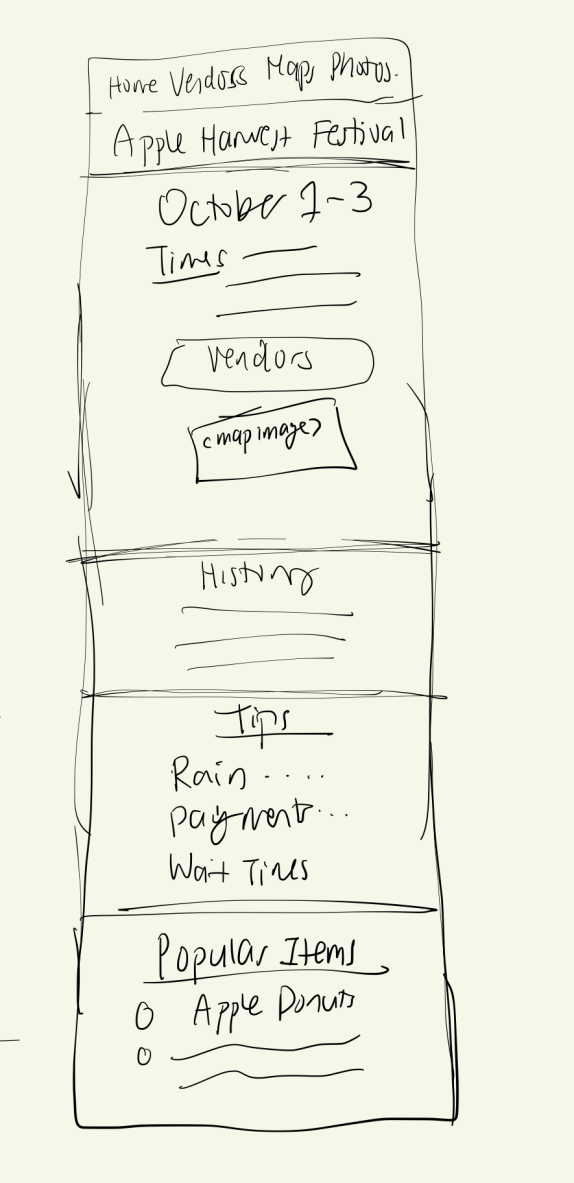 Home Vendors Maps Photos.
Apple Harvest Festival
October 1-3
Times
Vendors
<map image>
History
Tips
Rain ....
Payment...
Wait Times
Popular Items
Apple Donuts